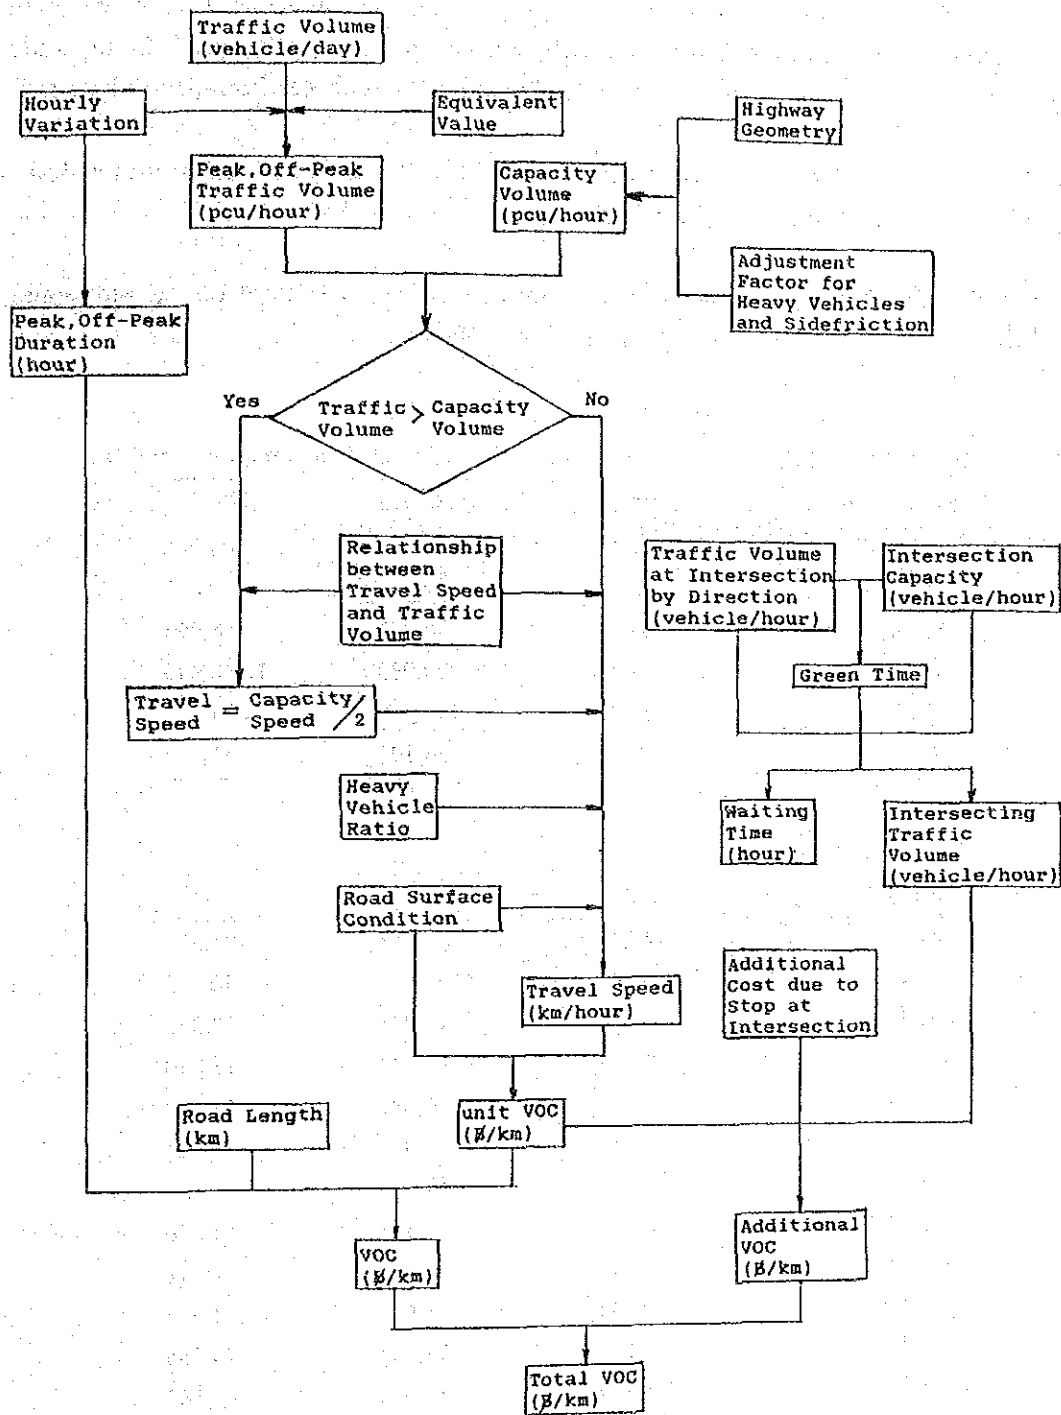 Traffic Volume
(vehicle/day)
Hourly
Variation
Equivalent
Value
Highway
Geometry
Peak,Off-Peak
Traffic Volume
(pcu/hour)
Capacity
Volume
(pcu/hour)
Adjustment
Factor for
Heavy Vehicles
and Sidefriction
Peak,Off-Peak
Duration
(hour)
Yes
Traffic > Capacity
Volume Volume
No
Relationship
between
Travel Speed
and Traffic
Volume
Traffic Volume
at Intersection
by Direction
(vehicle/hour)
Intersection
Capacity
(vehicle/hour)
Green Time
Travel = Capacity /
Speed Speed / 2
Heavy
Vehicle
Ratio
Waiting
Time
(hour)
Intersecting
Traffic
Volume
(vehicle/hour)
Road Surface
Condition
Travel Speed
(km/hour)
Additional
Cost due to
Stop at
Intersection
Road Length
(km)
unit VOC
(฿/km)
VOC
(฿/km)
Additional
VOC
(฿/km)
Total VOC
(฿/km)